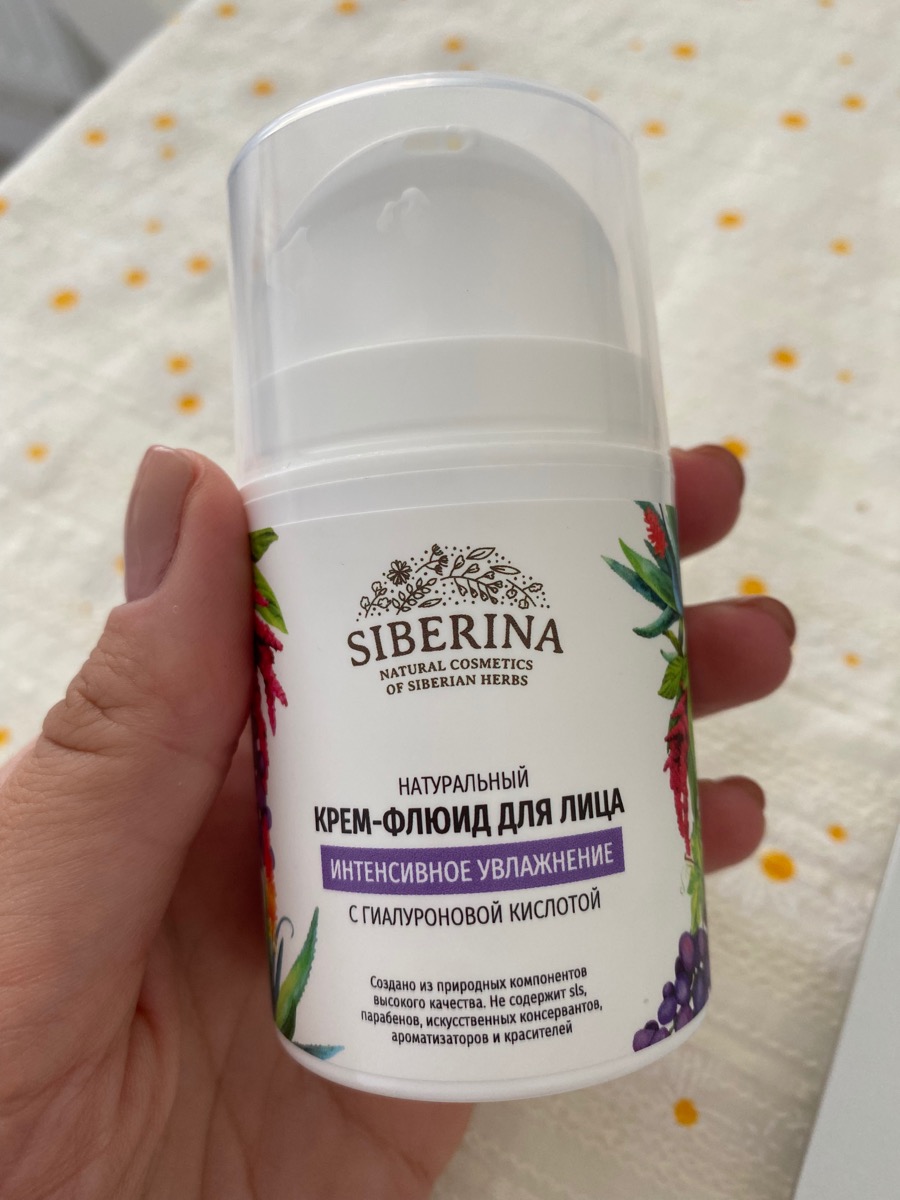 SIBERINA
NATURAL COSMETICS
OF SIBERIAN HERBS
НАТУРАЛЬНЫЙ
КРЕМ-ФЛЮИД ДЛЯ ЛИЦА
ИНТЕНСИВНОЕ УВЛАЖНЕНИЕ
С ГИАЛУРОНОВОЙ КИСЛОТОЙ
Создано из природных компонентов
высокого качества. Не содержит sls,
парабенов, искусственных консервантов,
ароматизаторов и красителей